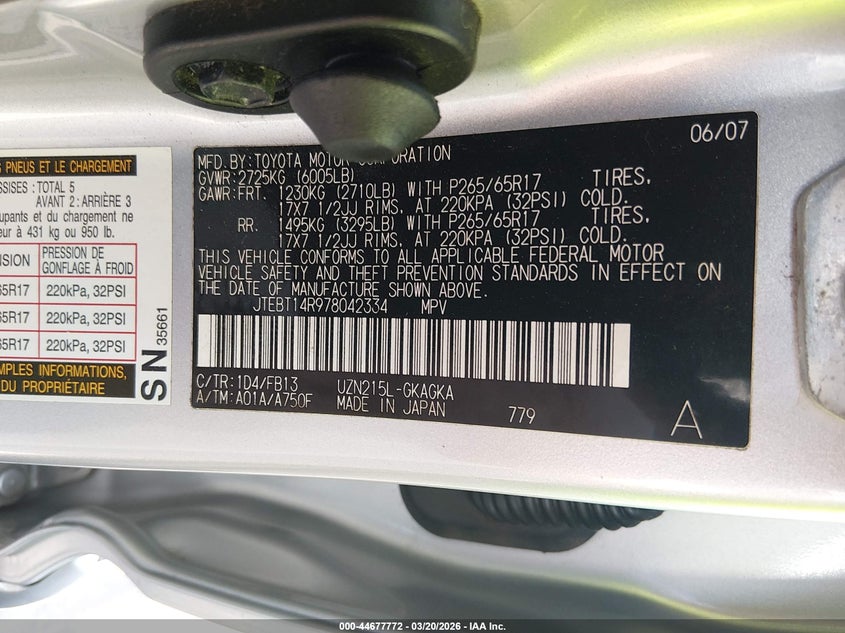 S PNEUS ET LE CHARGEMENT
SSISES : TOTAL 5
AVANT 2: ARRIÈRE 3
cupants et du chargement ne
eur à 431 kg ou 950 lb.
NSION
PRESSION DE
GONFLAGE À FROID
65R17 220kPa, 32PSI
65R17 220kPa, 32PSI
65R17 220kPa, 32PSI
MPLES INFORMATIONS,
DU PROPRIÉTAIRE
SN 35661
06/07
MFD.BY:TOYOTA MOTOR CORPORATION
GVWR:2725KG (6005LB)
GAWR:FRT. 1230KG (2710LB) WITH P265/65R17 TIRES,
17X7 1/2JJ RIMS, AT 220KPA (32PSI) COLD.
RR. 1495KG (3295LB) WITH P265/65R17 TIRES,
17X7 1/2JJ RIMS, AT 220KPA (32PSI) COLD.
THIS VEHICLE CONFORMS TO ALL APPLICABLE FEDERAL MOTOR
VEHICLE SAFETY AND THEFT PREVENTION STANDARDS IN EFFECT ON
THE DATE OF MANUFACTURE SHOWN ABOVE.
JTEBT14R978042334 MPV
C/TR:1D4/FB13 UZN215L-GKAGKA
A/TM:A01A/A750F MADE IN JAPAN 779 A
000-44677772 — 03/20/2026 — IAA Inc.